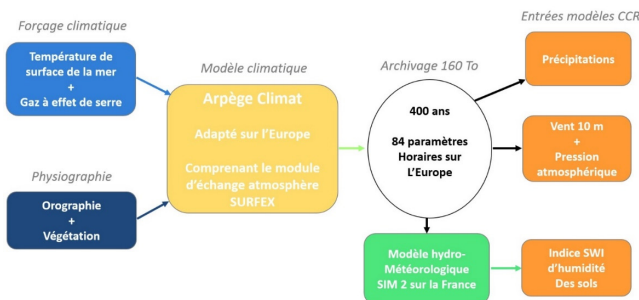 Forçage climatique
Température de
surface de la mer
+
Gaz à effet de serre
Physiographie
Orographie
+
Végétation
Modèle climatique
Arpège Climat
Adapté sur l'Europe
Comprenant le module
d'échange atmosphère
SURFEX
Archivage 160 To
400 ans
84 paramètres
Horaires sur
L'Europe
Modèle hydro-
Météorologique
SIM 2 sur la France
Entrées modèles CCR
Précipitations
Vent 10 m
+
Pression
atmosphérique
Indice SWI
d'humidité
Des sols